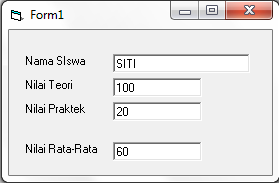 Form1
Nama SIswa SITI
Nilai Teori 100
Nilai Praktek 20
Nilai Rata-Rata 60